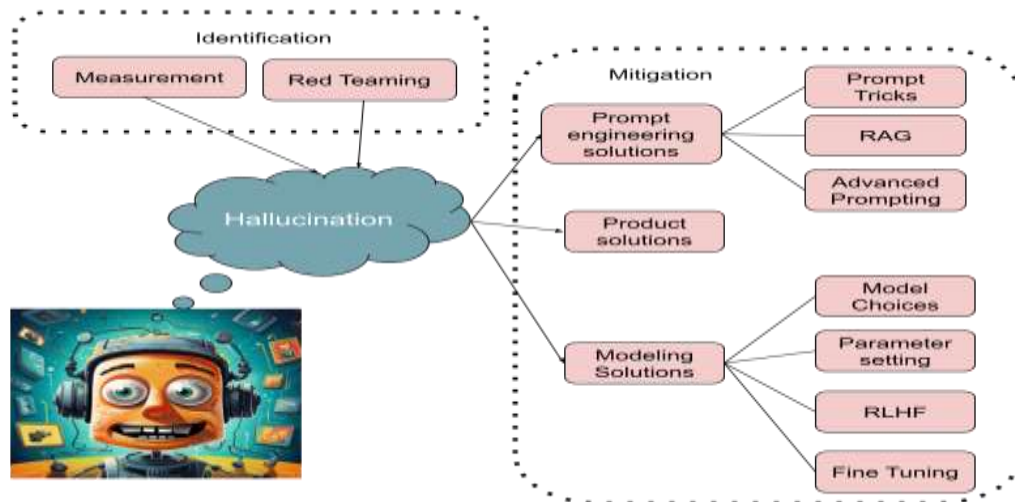 Identification
Measurement
Red Teaming
Hallucination
Mitigation
Prompt
engineering
solutions
Prompt
Tricks
RAG
Advanced
Prompting
Product
solutions
Modeling
Solutions
Model
Choices
Parameter
setting
RLHF
Fine Tuning